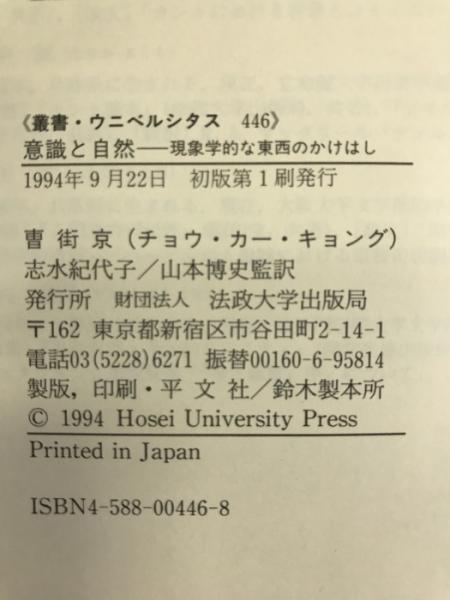 《叢書・ウニベルシタス 446》
意識と自然──現象学的な東西のかけはし
1994年9月22日 初版第1刷発行
曺街京(チョウ・カー・キョング)
志水紀代子/山本博史監訳
発行所 財団法人 法政大学出版局
〒162 東京都新宿区市谷田町2-14-1
電話03(5228)6271 振替00160-6-95814
製版,印刷・平文社/鈴木製本所
© 1994 Hosei University Press
Printed in Japan
ISBN4-588-00446-8